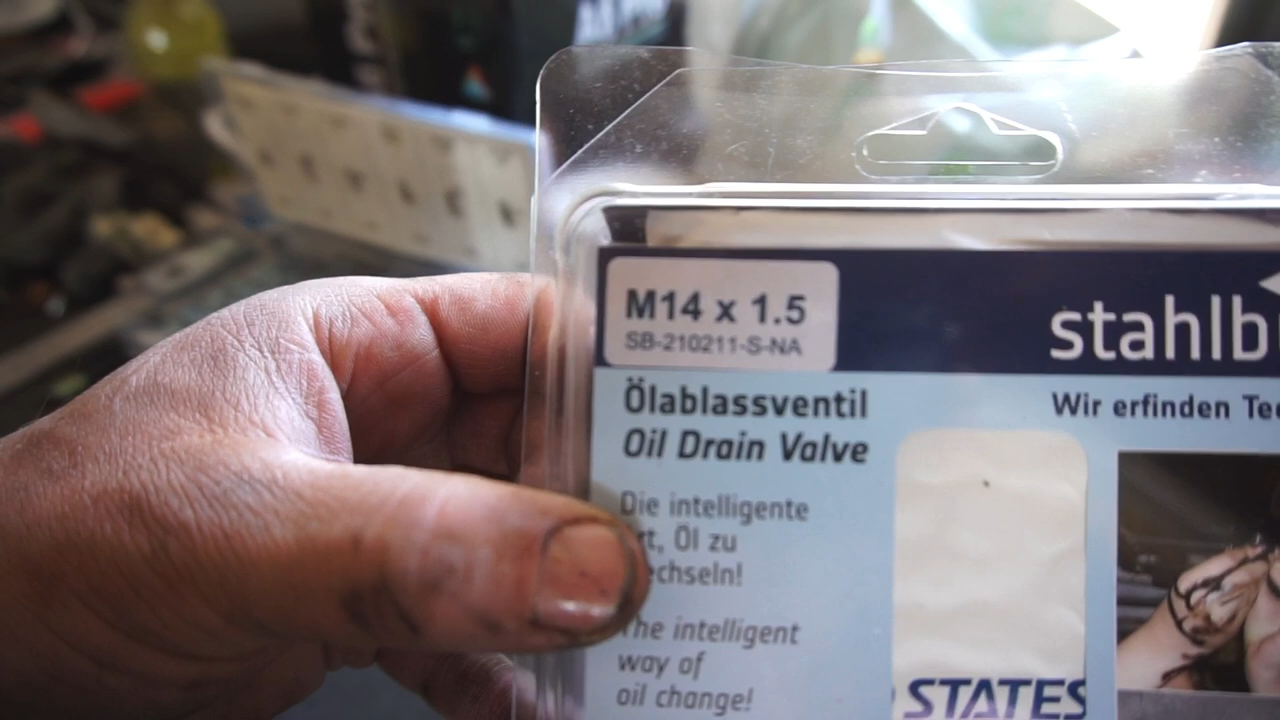 M14 x 1.5
SB-210211-S-NA
stahlb
Ölablassventil
Oil Drain Valve
Wir erfinden
Die intelligente
Öl zu
The intelligent
way of
oil change!
STATES